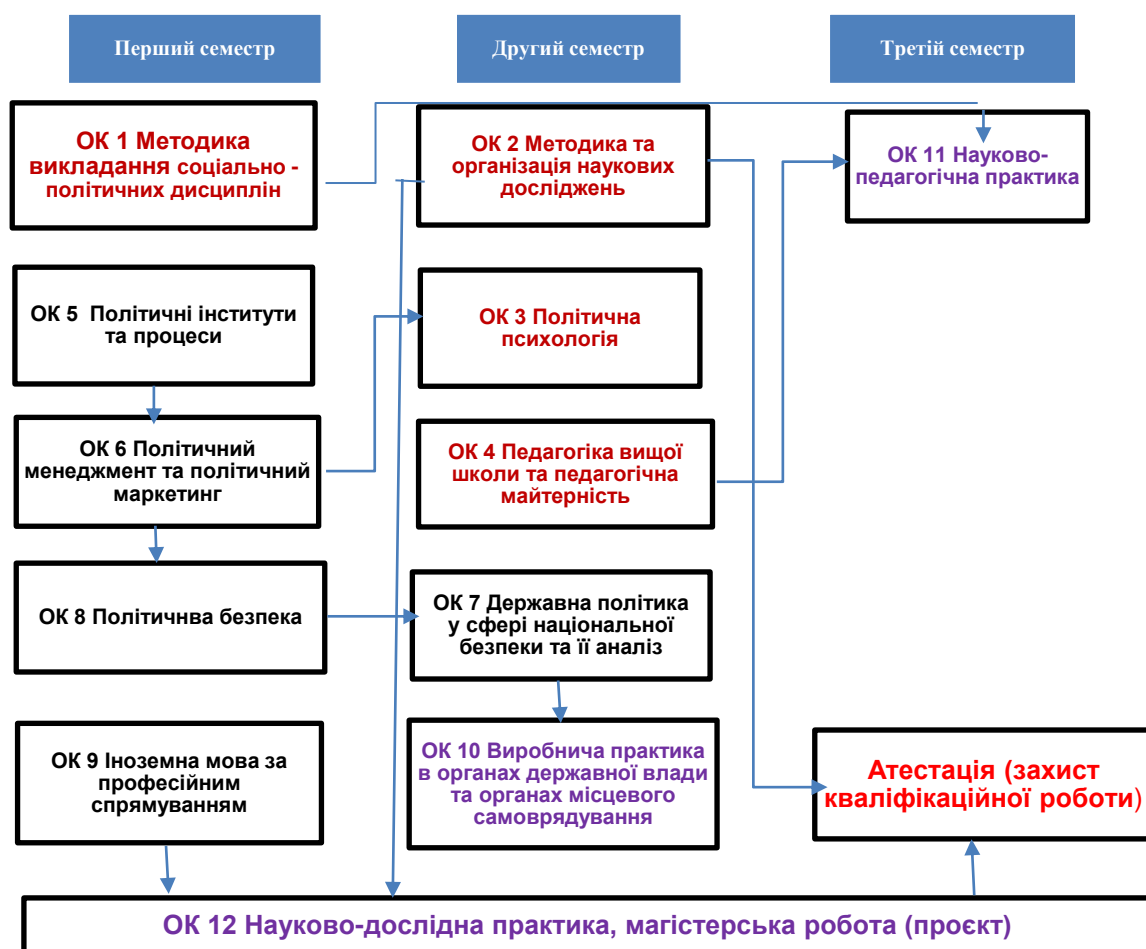 Перший семестр
Другий семестр
Третій семестр
ОК 1 Методика
викладання соціально -
політичних дисциплін
ОК 2 Методика та
організація наукових
досліджень
ОК 11 Науково-
педагогічна практика
ОК 5 Політичні інститути
та процеси
ОК 3 Політична
психологія
ОК 6 Політичний
менеджмент та політичний
маркетинг
ОК 4 Педагогіка вищої
школи та педагогічна
майтерність
ОК 8 Політичнва безпека
ОК 7 Державна політика
у сфері національної
безпеки та її аналіз
ОК 9 Іноземна мова за
професійним
спрямуванням
ОК 10 Виробнича практика
в органах державної влади
та органах місцевого
самоврядування
Атестація (захист
кваліфікаційної роботи)
ОК 12 Науково-дослідна практика, магістерська робота (проєкт)